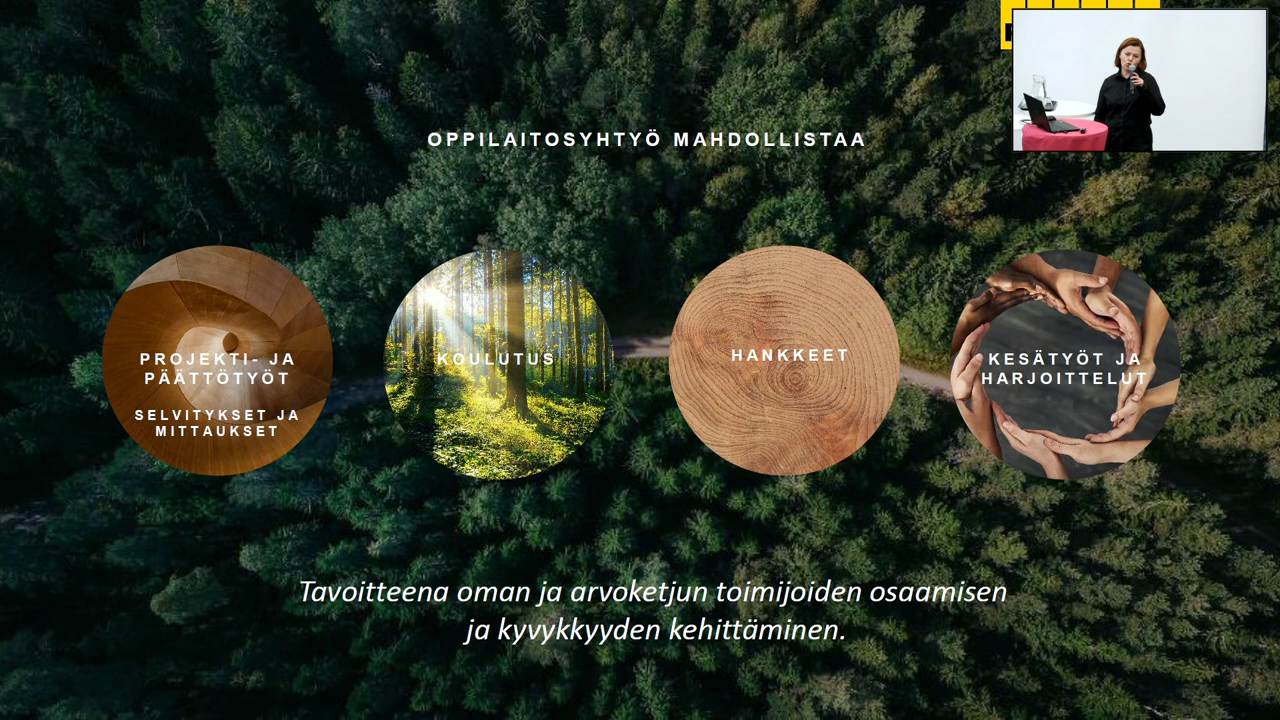 OPPILAITOSYHTYÖ MAHDOLLISTAA
PROJEKTI- JA
PÄÄTTÖTYÖT
SELVITYKSET JA
MITTAUKSET
KOULUTUS
HANKKEET
KESÄTYÖT JA
HARJOITTELUT
Tavoitteena oman ja arvoketjun toimijoiden osaamisen
ja kyvykkyyden kehittäminen.